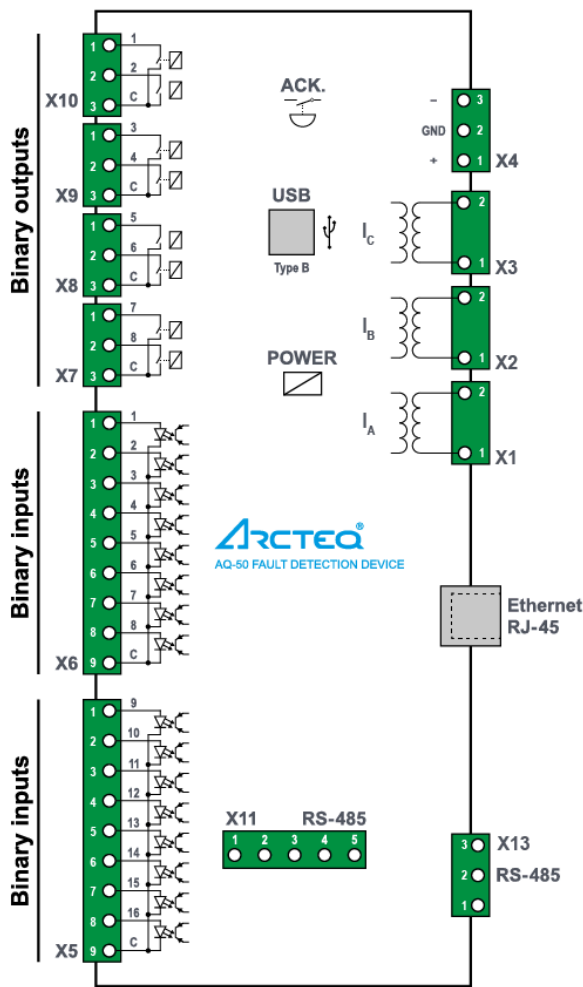 Binary outputs
X10
1 1
2 2
3 C
X9
1 3
2 4
3 C
X8
1 5
2 6
3 C
X7
1 7
2 8
3 C
Binary inputs
X6
1 1
2 2
3 3
4 4
5 5
6 6
7 7
8 8
9 C
Binary inputs
X5
1 9
2 10
3 11
4 12
5 13
6 14
7 15
8 16
9 C
ACK.
USB
Type B
POWER
ARCTEQ®
AQ-50 FAULT DETECTION DEVICE
X11 RS-485
1 2 3 4 5
– 3
GND 2
+ 1 X4
IC
2
1 X3
IB
2
1 X2
IA
2
1 X1
Ethernet
RJ-45
3 X13
2 RS-485
1